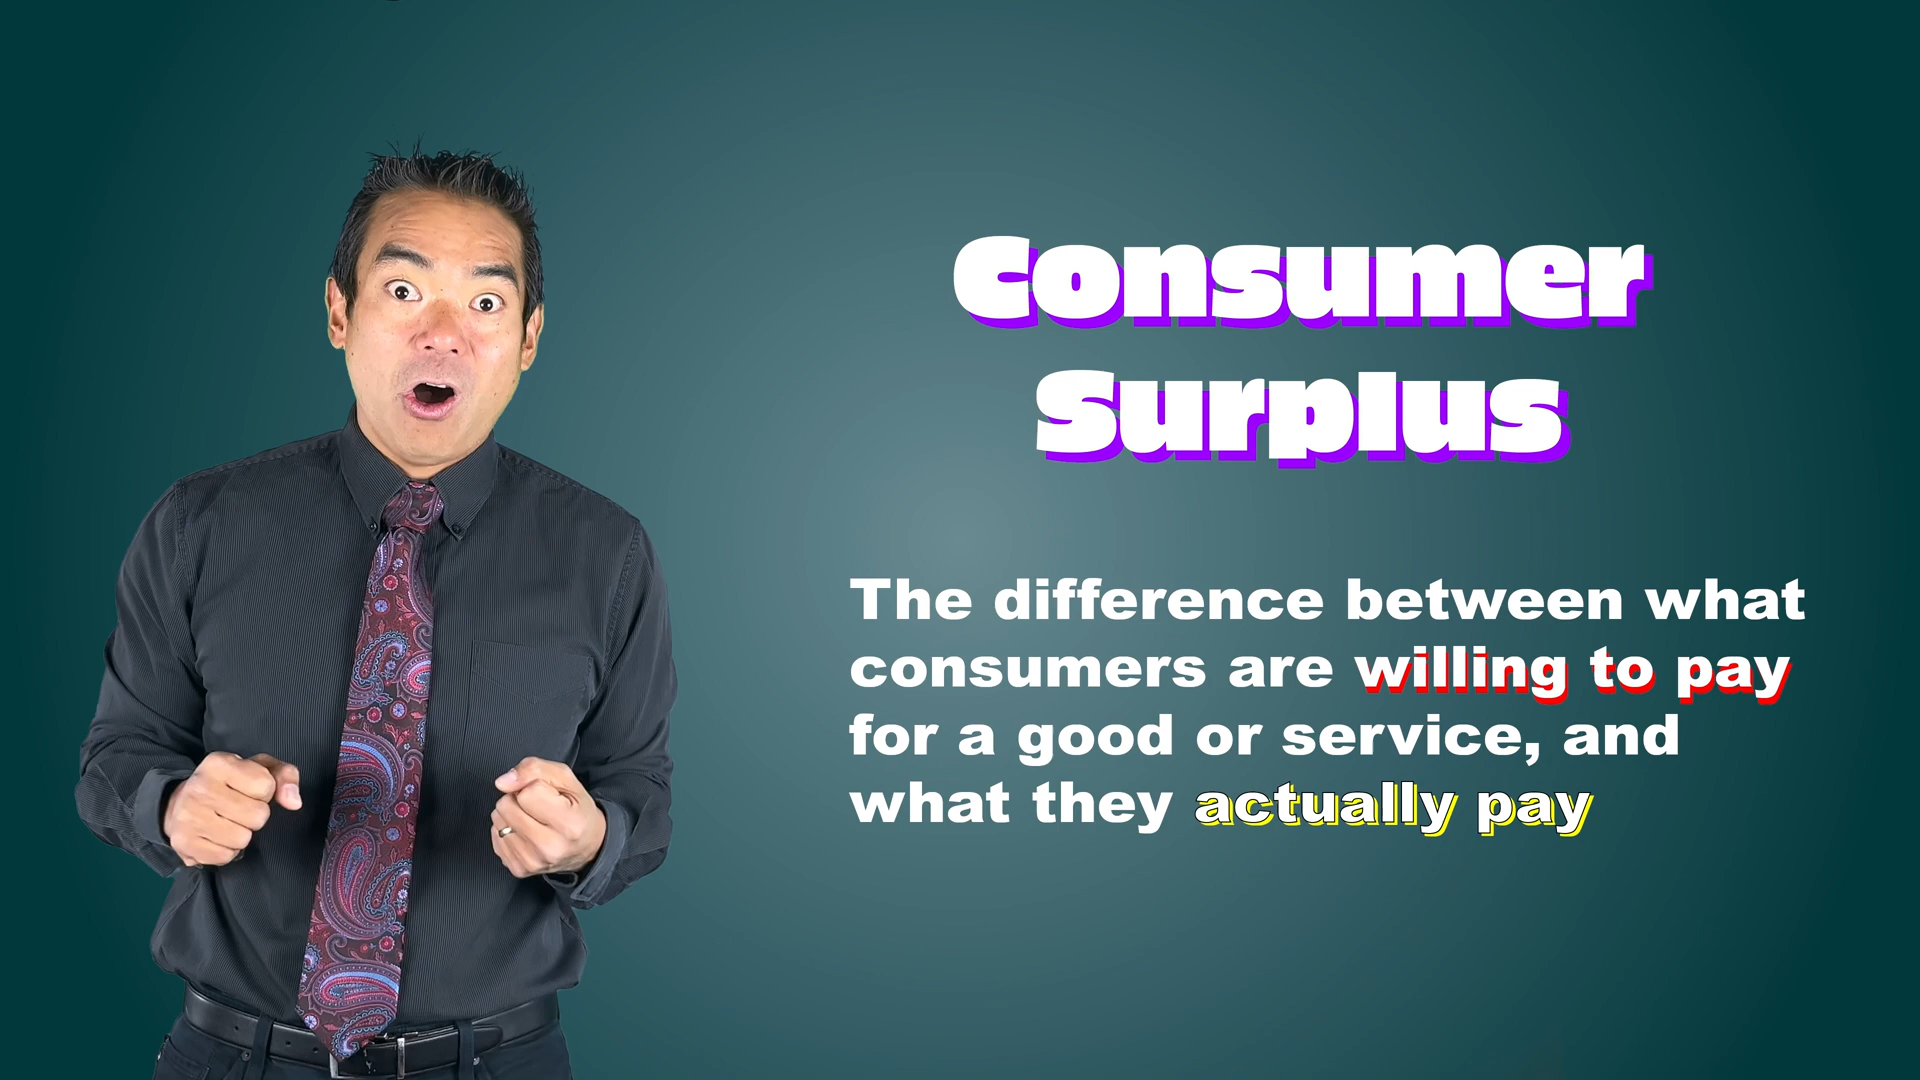 Consumer
Surplus
The difference between what
consumers are willing to pay
for a good or service, and
what they actually pay